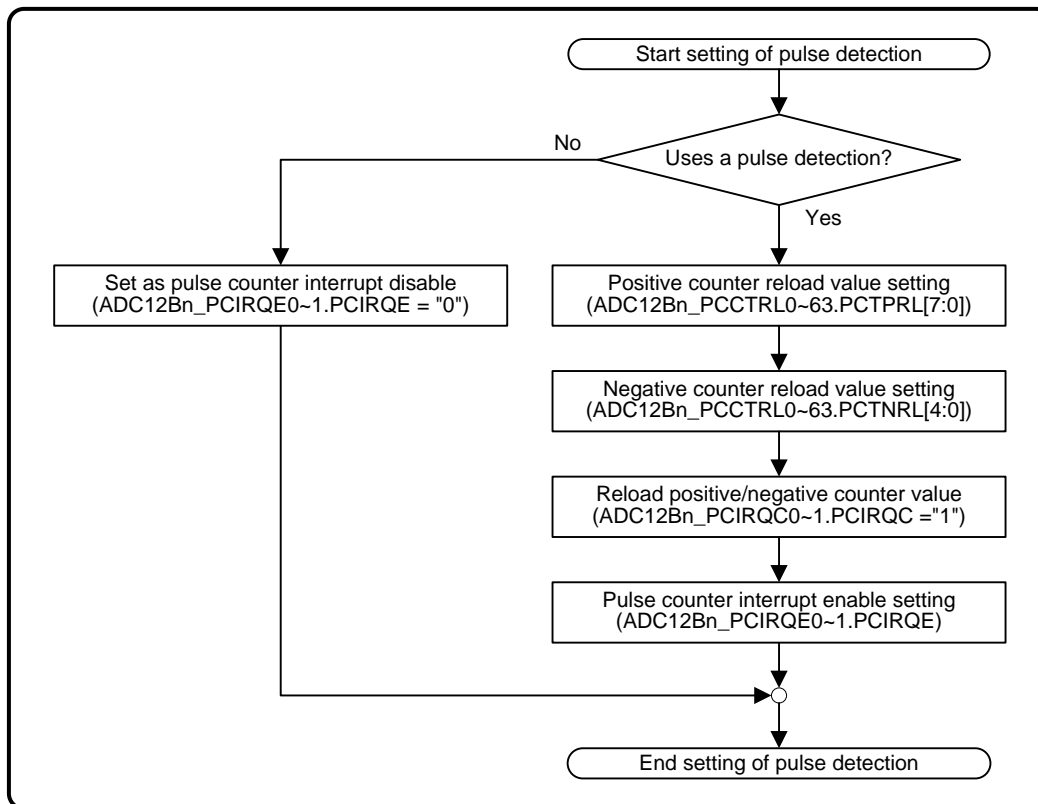 Start setting of pulse detection
Uses a pulse detection?
No
Yes
Set as pulse counter interrupt disable
(ADC12Bn_PCIRQE0~1.PCIRQE = "0")
Positive counter reload value setting
(ADC12Bn_PCCTRL0~63.PCTPRL[7:0])
Negative counter reload value setting
(ADC12Bn_PCCTRL0~63.PCTNRL[4:0])
Reload positive/negative counter value
(ADC12Bn_PCIRQC0~1.PCIRQC ="1")
Pulse counter interrupt enable setting
(ADC12Bn_PCIRQE0~1.PCIRQE)
End setting of pulse detection